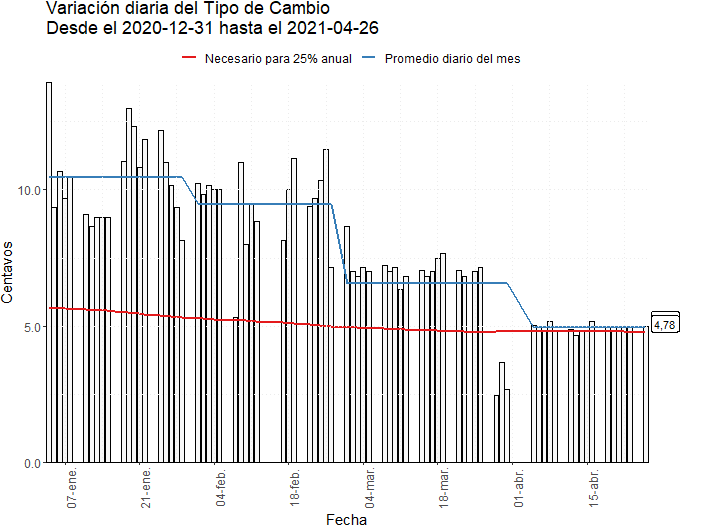 Variación diaria del Tipo de Cambio
Desde el 2020-12-31 hasta el 2021-04-26
Necesario para 25% anual
Promedio diario del mes
Centavos
10.0
5.0
0.0
4,78
07-ene.
21-ene.
04-feb.
18-feb.
04-mar.
18-mar.
01-abr.
15-abr.
Fecha